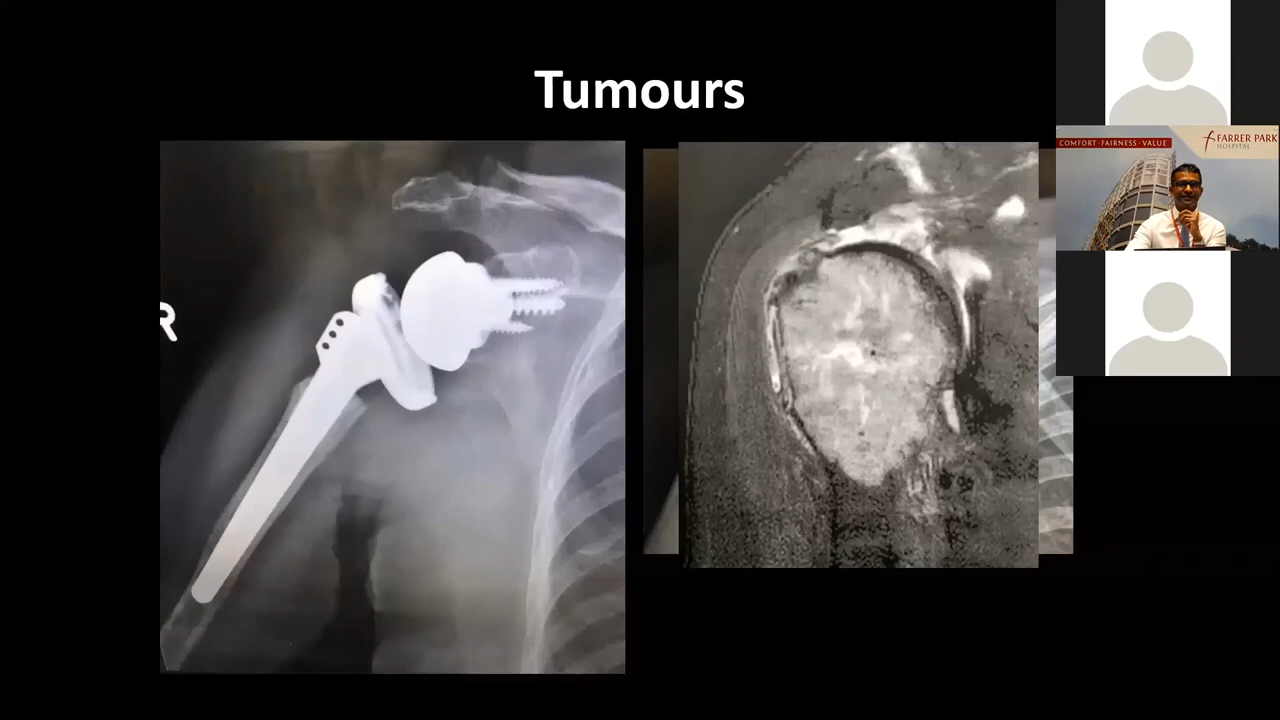 Tumours
COMFORT · FAIRNESS · VALUE
FARRER PARK
HOSPITAL
R